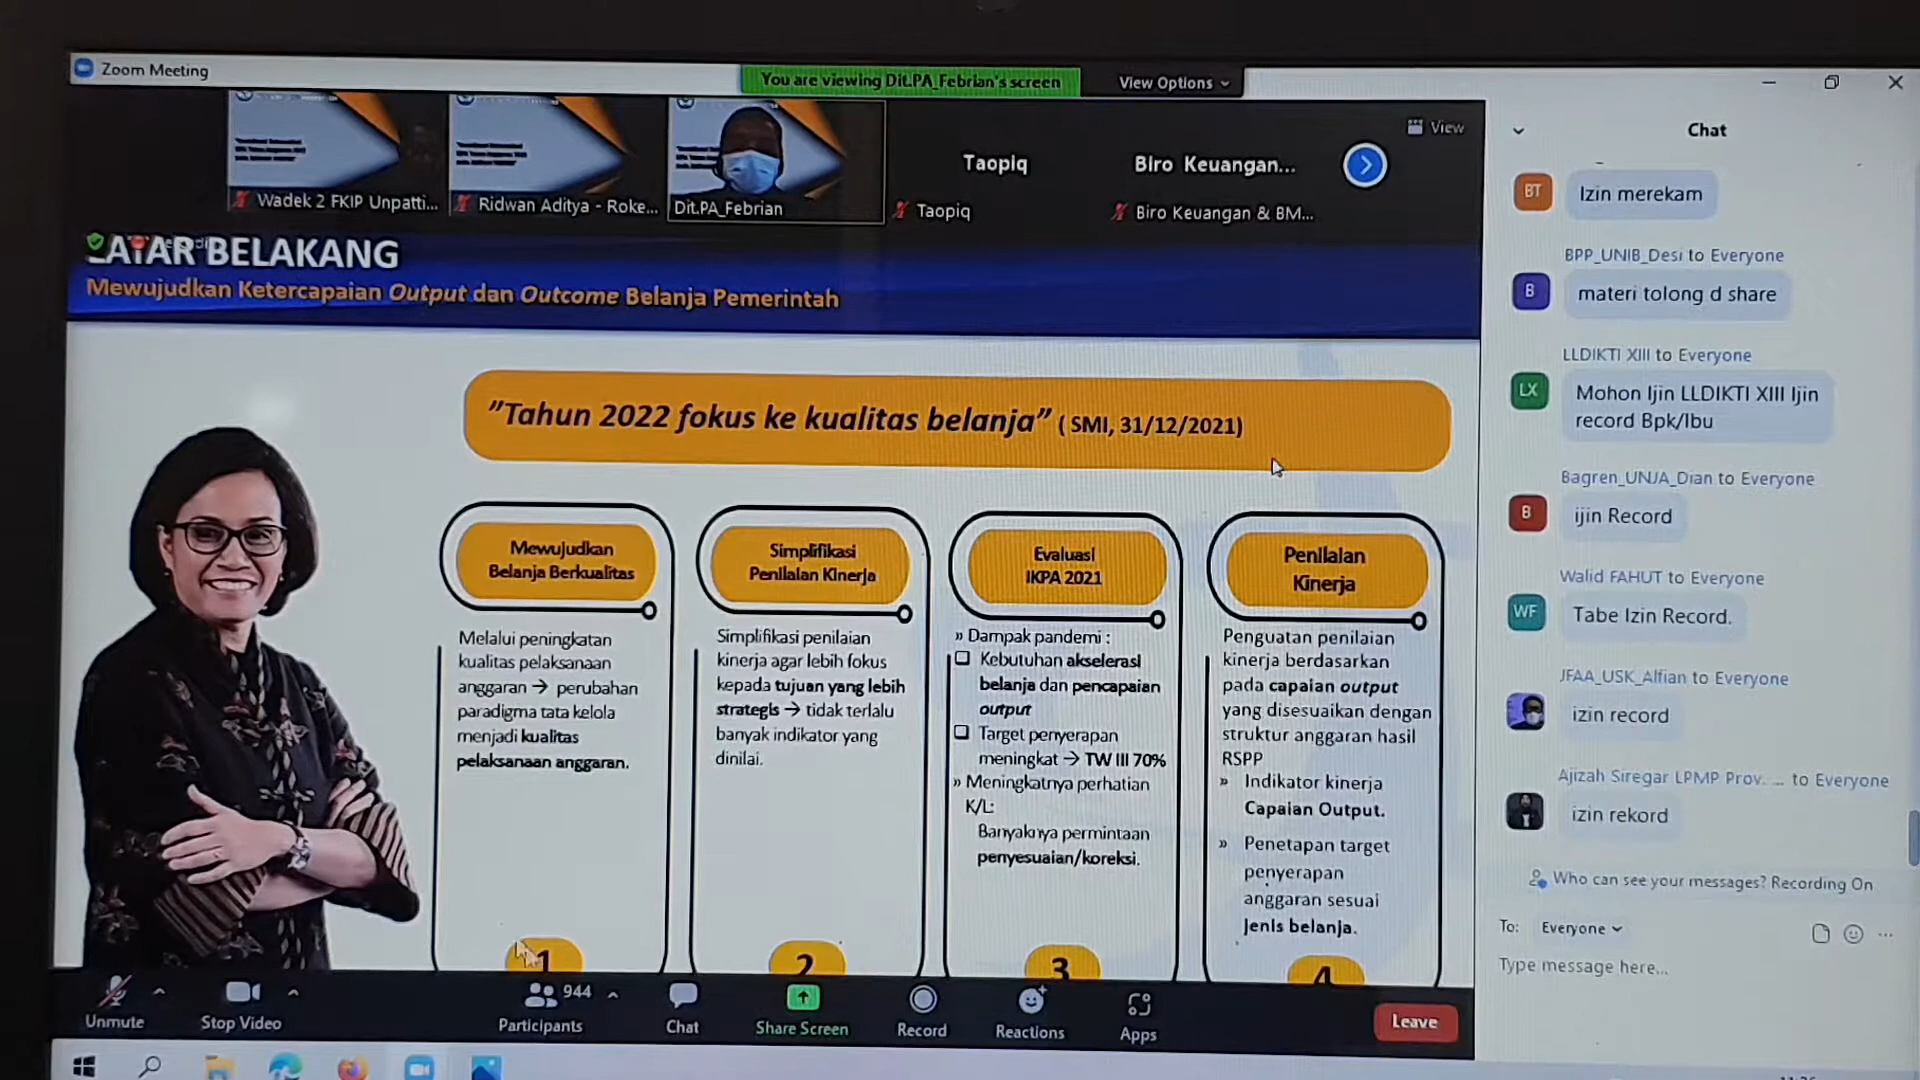 Zoom Meeting
You are viewing Dit.PA_Febrian's screen
View Options
View
Wadek 2 FKIP Unpatti...
Ridwan Aditya - Roke...
Dit.PA_Febrian
Taopiq
Taopiq
Biro Keuangan...
Biro Keuangan & BM...
LATAR BELAKANG
Mewujudkan Ketercapaian Output dan Outcome Belanja Pemerintah
"Tahun 2022 fokus ke kualitas belanja" ( SMI, 31/12/2021)
Mewujudkan
Belanja Berkualitas
Melalui peningkatan
kualitas pelaksanaan
anggaran → perubahan
paradigma tata kelola
menjadi kualitas
pelaksanaan anggaran.
1
Simplifikasi
Penilaian Kinerja
Simplifikasi penilaian
kinerja agar lebih fokus
kepada tujuan yang lebih
strategis → tidak terlalu
banyak indikator yang
dinilai.
2
Evaluasi
IKPA 2021
» Dampak pandemi :
Kebutuhan akselerasi
belanja dan pencapaian
output
Target penyerapan
meningkat → TW III 70%
» Meningkatnya perhatian
K/L:
Banyaknya permintaan
penyesuaian/koreksi.
3
Penilaian
Kinerja
Penguatan penilaian
kinerja berdasarkan
pada capaian output
yang disesuaikan dengan
struktur anggaran hasil
RSPP
» Indikator kinerja
Capaian Output.
» Penetapan target
penyerapan
anggaran sesuai
jenis belanja.
4
Unmute
Stop Video
944
Participants
Chat
Share Screen
Record
Reactions
Apps
Leave
Chat
BT
Izin merekam
BPP_UNIB_Desi to Everyone
B
materi tolong d share
LLDIKTI XIII to Everyone
LX
Mohon Ijin LLDIKTI XIII Ijin
record Bpk/Ibu
Bagren_UNJA_Dian to Everyone
B
ijin Record
Walid FAHUT to Everyone
WF
Tabe Izin Record.
JFAA_USK_Alfian to Everyone
izin record
Ajizah Siregar LPMP Prov. ... to Everyone
izin rekord
Who can see your messages? Recording On
To: Everyone
Type message here...